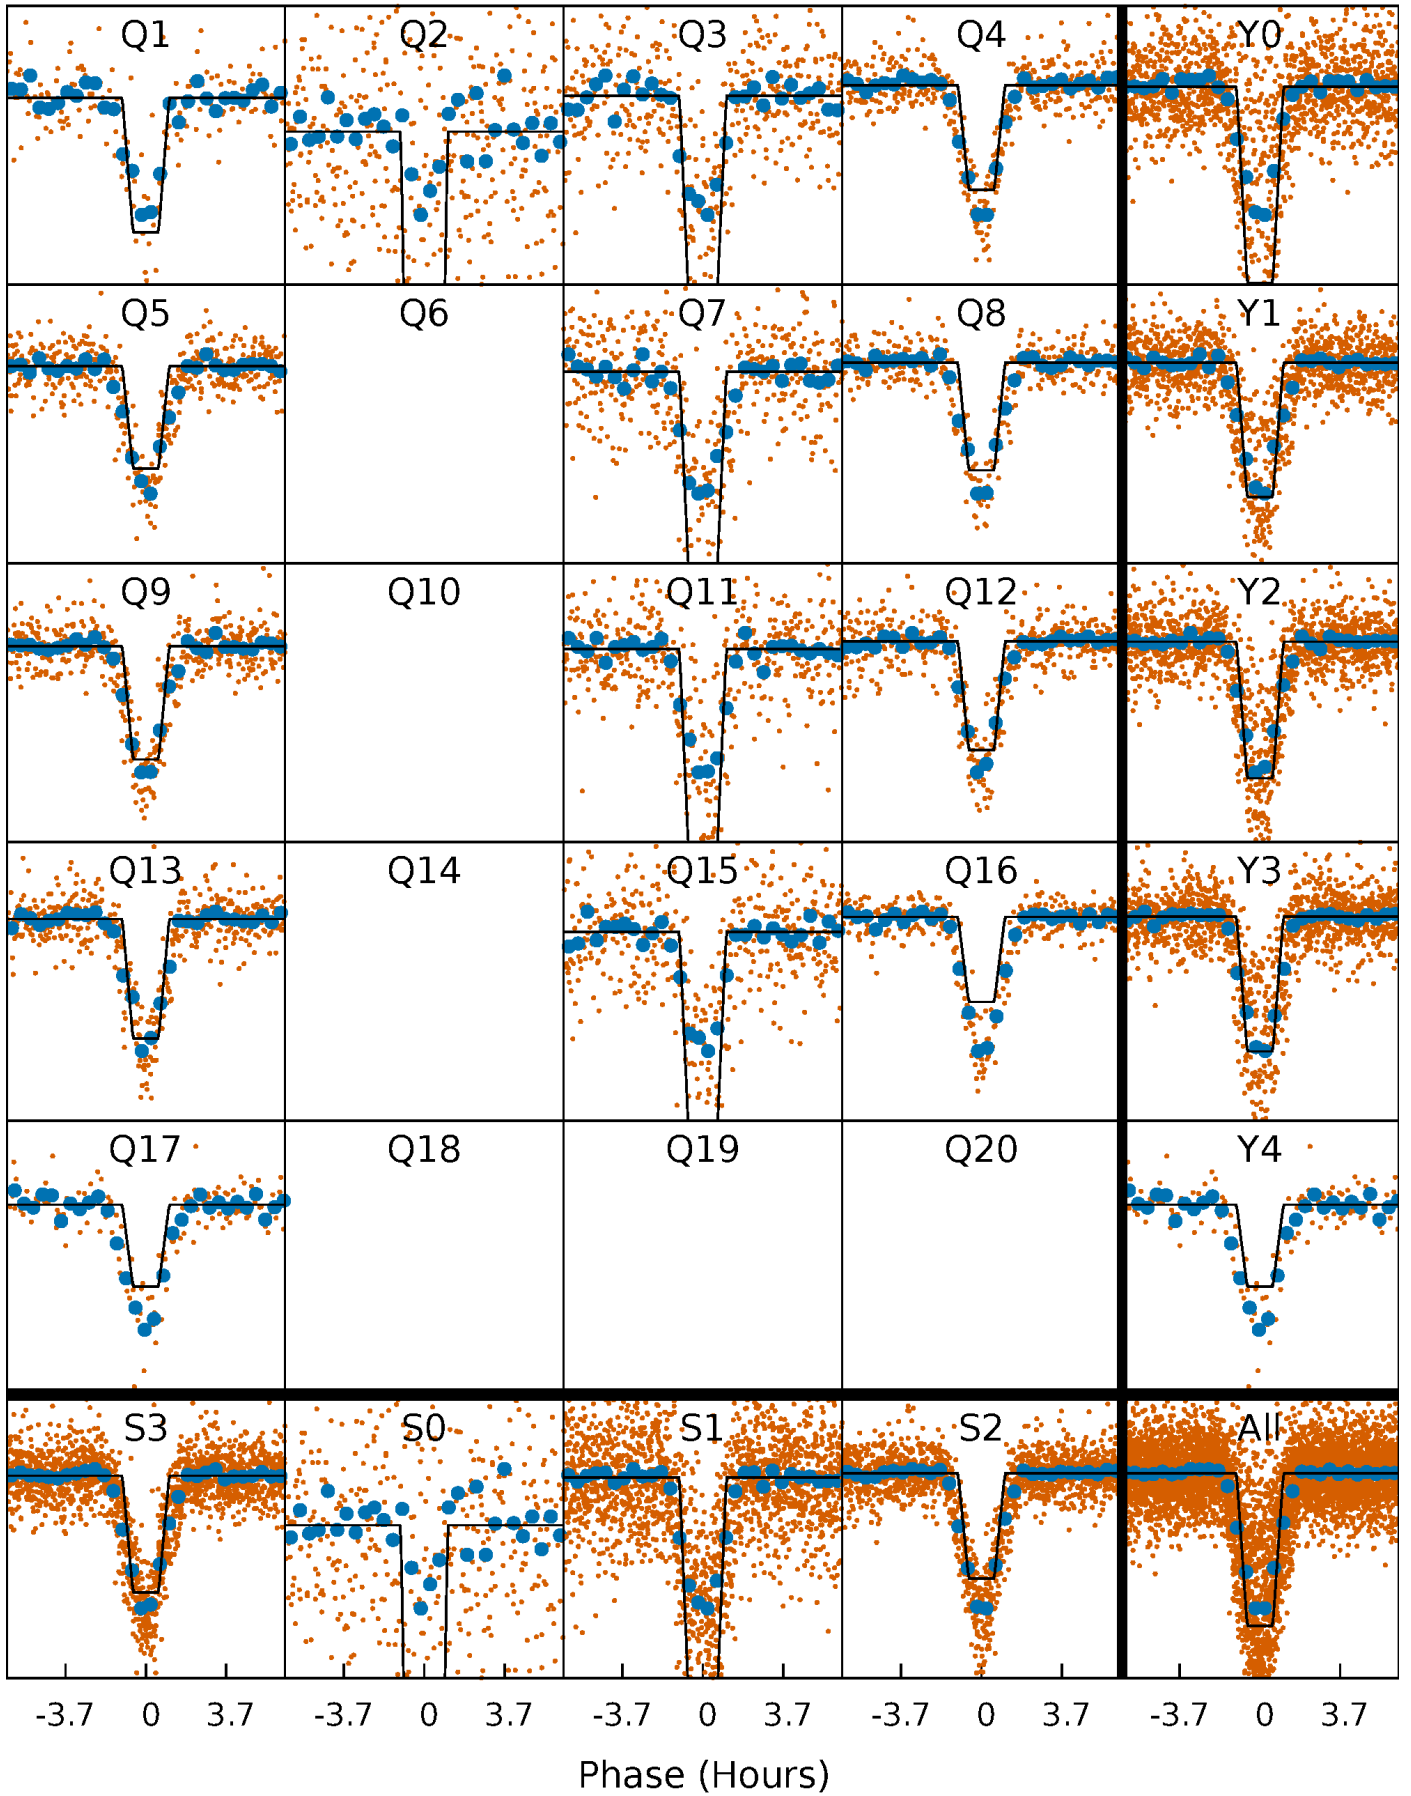 Q1 Q2 Q3 Q4 Y0
Q5 Q6 Q7 Q8 Y1
Q9 Q10 Q11 Q12 Y2
Q13 Q14 Q15 Q16 Y3
Q17 Q18 Q19 Q20 Y4
S3 S0 S1 S2 All
-3.7 0 3.7 -3.7 0 3.7 -3.7 0 3.7 -3.7 0 3.7 -3.7 0 3.7
Phase (Hours)